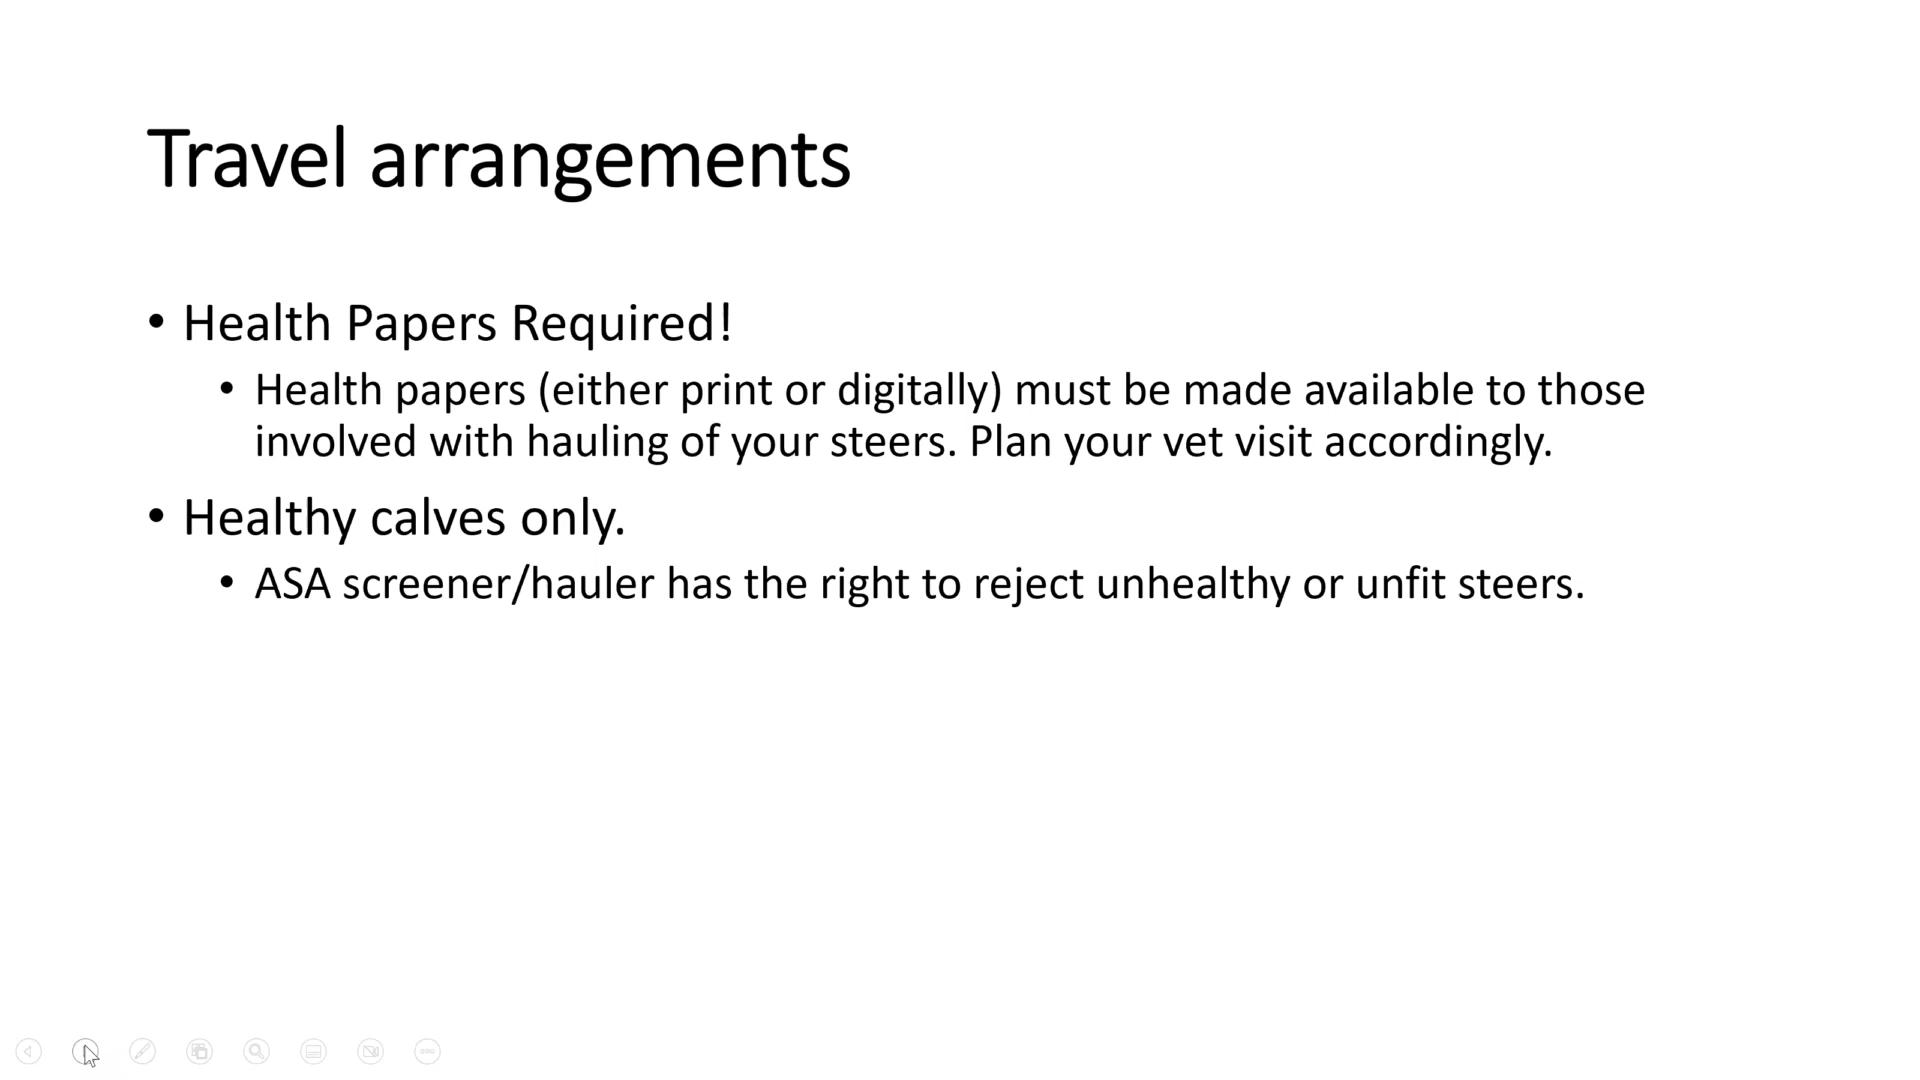 Travel arrangements
• Health Papers Required!
• Health papers (either print or digitally) must be made available to those
involved with hauling of your steers. Plan your vet visit accordingly.
• Healthy calves only.
• ASA screener/hauler has the right to reject unhealthy or unfit steers.